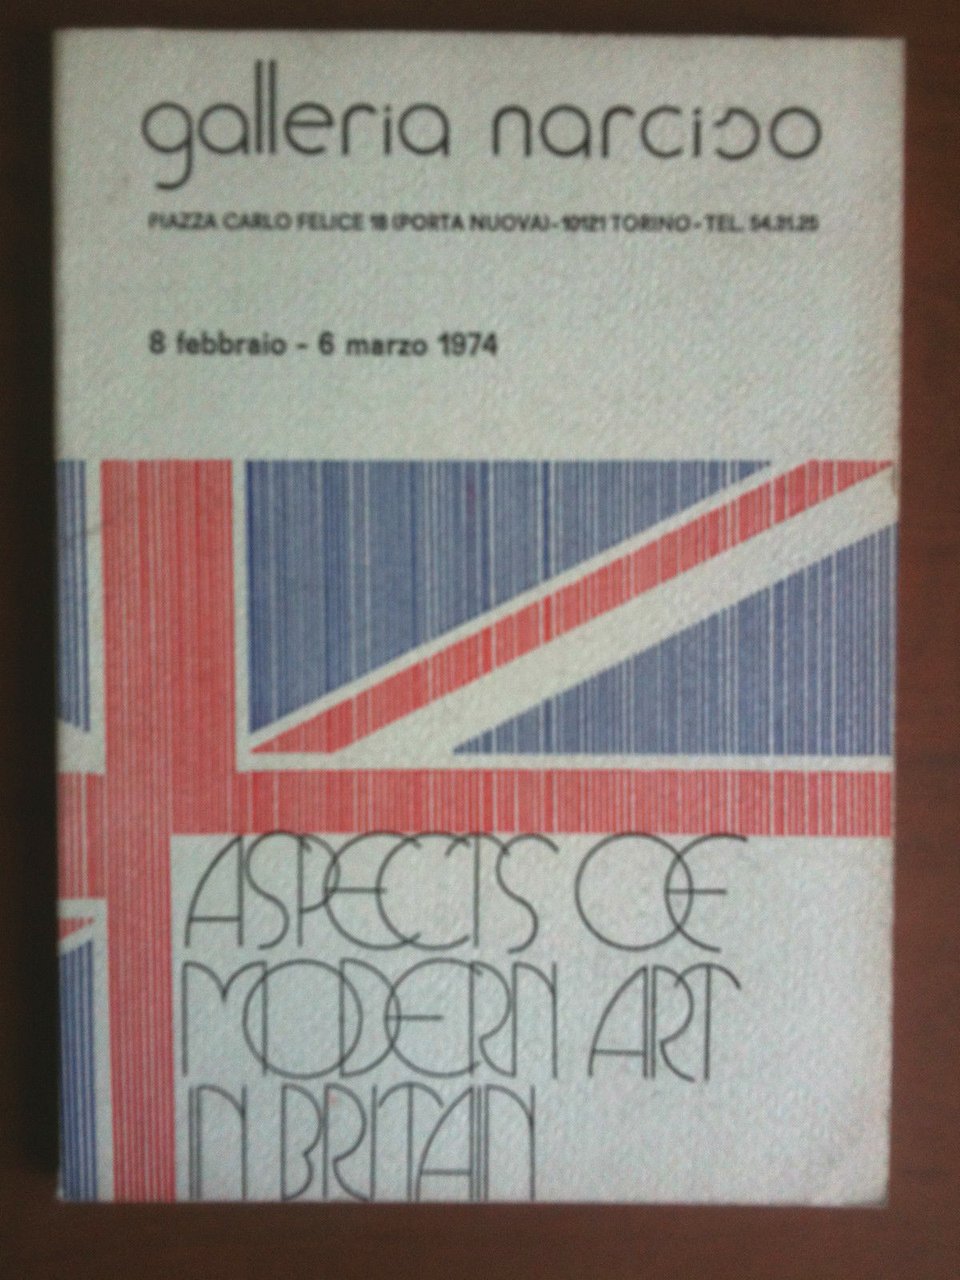 galleria narciso
PIAZZA CARLO FELICE 18 (PORTA NUOVA) - 10121 TORINO - TEL. 54.31.25
8 febbraio - 6 marzo 1974
ASPECTS OF
MODERN ART
IN BRITAIN